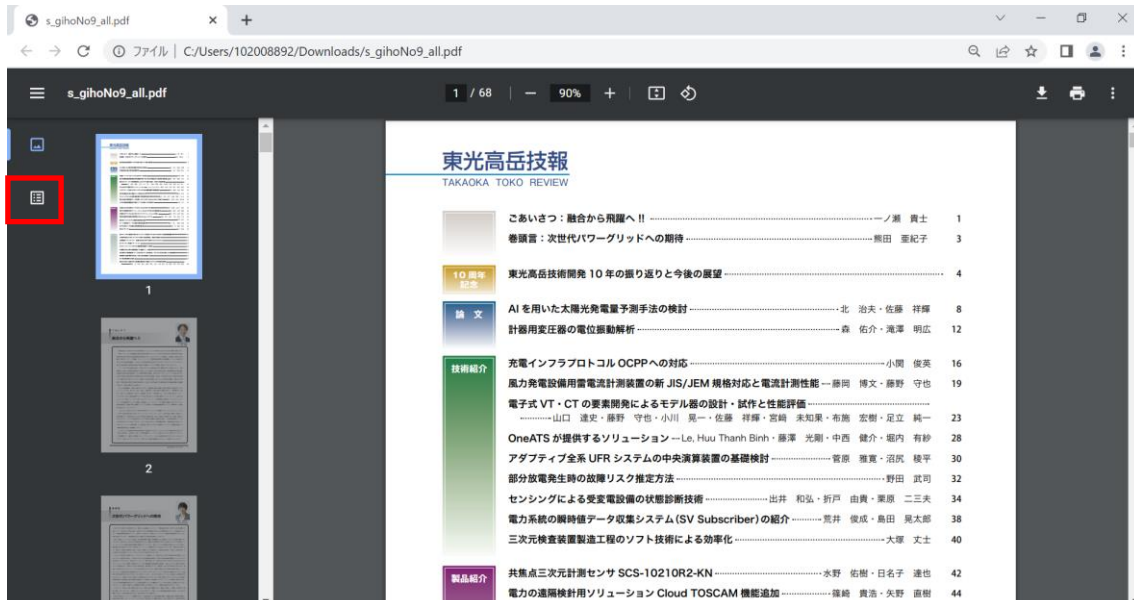 s_gihoNo9_all.pdf
ファイル | C:/Users/102008892/Downloads/s_gihoNo9_all.pdf
s_gihoNo9_all.pdf
1 / 68
90%
1
2
東光高岳技報
TAKAOKA TOKO REVIEW
ごあいさつ：融合から飛躍へ !! 一ノ瀬 貴士 1
巻頭言：次世代パワーグリッドへの期待 熊田 亜紀子 3
10周年
記念
東光高岳技術開発 10 年の振り返りと今後の展望 4
論 文
AI を用いた太陽光発電量予測手法の検討 北 治夫・佐藤 祥輝 8
計器用変圧器の電位振動解析 森 佑介・滝澤 明広 12
技術紹介
充電インフラプロトコル OCPP への対応 小関 俊英 16
風力発電設備用雷電流計測装置の新 JIS/JEM 規格対応と電流計測性能 藤岡 博文・藤野 守也 19
電子式 VT・CT の要素開発によるモデル器の設計・試作と性能評価
山口 達史・藤野 守也・小川 晃一・佐藤 祥輝・宮崎 未知果・布施 宏樹・足立 純一 23
OneATS が提供するソリューション Le, Huu Thanh Binh・藤澤 光剛・中西 健介・堀内 有紗 28
アダプティブ全系 UFR システムの中央演算装置の基礎検討 菅原 雅寛・沼尻 稜平 30
部分放電発生時の故障リスク推定方法 野田 武司 32
センシングによる受変電設備の状態診断技術 出井 和弘・折戸 由貴・栗原 二三夫 34
電力系統の瞬時値データ収集システム（SV Subscriber）の紹介 荒井 俊成・島田 晃太郎 38
三次元検査装置製造工程のソフト技術による効率化 大塚 丈士 40
製品紹介
共焦点三次元計測センサ SCS-10210R2-KN 水野 佑樹・日名子 達也 42
電力の遠隔検針用ソリューション Cloud TOSCAM 機能追加 篠崎 貴浩・矢野 直樹 44